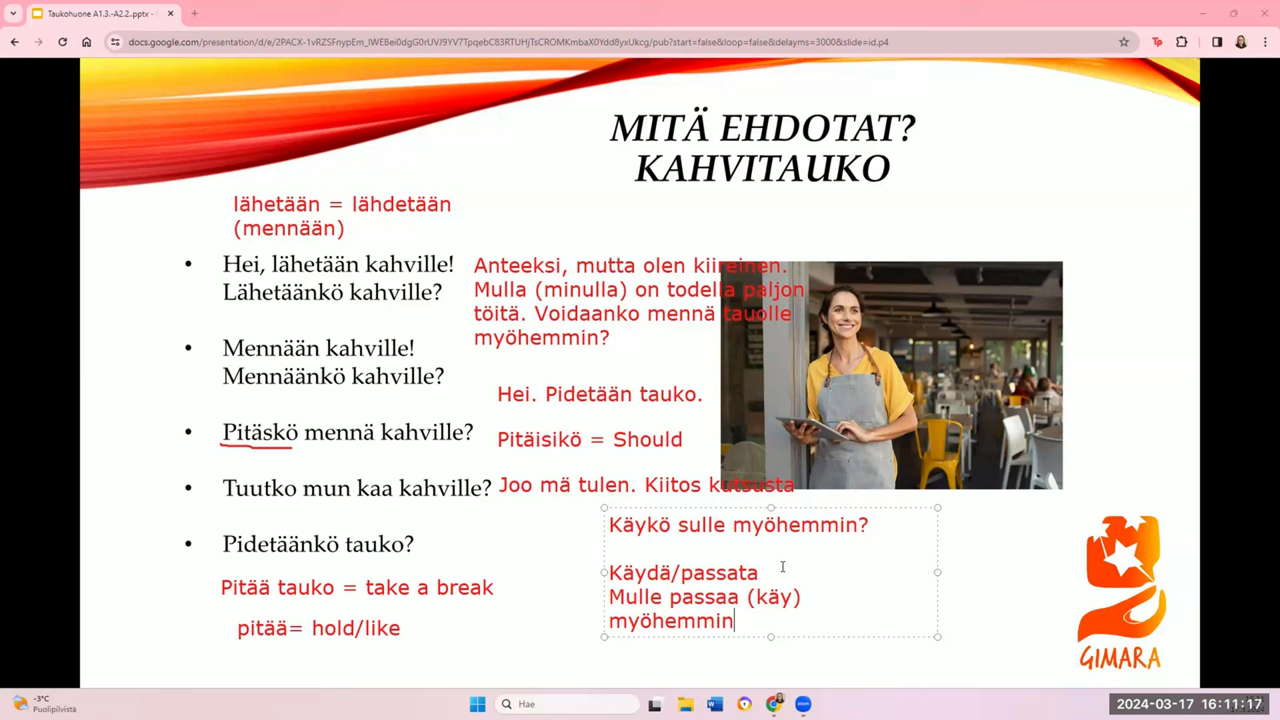 Taukohuone A1.3.-A2.2..pptx -
docs.google.com/presentation/d/e/2PACX-1vRZSFnypEm_lWEBei0dgG0rUVJ9YV7TpqebC83RTUHjTsCROMKmbaX0Ydd8yxUkcg/pub?start=false&loop=false&delayms=3000&slide=id.p4
MITÄ EHDOTAT?
KAHVITAUKO
lähetään = lähdetään
(mennään)
• Hei, lähetään kahville!
Lähetäänkö kahville?
Anteeksi, mutta olen kiireinen.
Mulla (minulla) on todella paljon
töitä. Voidaanko mennä tauolle
myöhemmin?
• Mennään kahville!
Mennäänkö kahville?
Hei. Pidetään tauko.
• Pitäskö mennä kahville?
Pitäisikö = Should
• Tuutko mun kaa kahville?
Joo mä tulen. Kiitos kutsusta
Käykö sulle myöhemmin?
• Pidetäänkö tauko?
Käydä/passata
Mulle passaa (käy)
myöhemmin
Pitää tauko = take a break
pitää= hold/like
GIMARA
-3°C
Puolipilvistä
Hae
2024-03-17 16:11:17